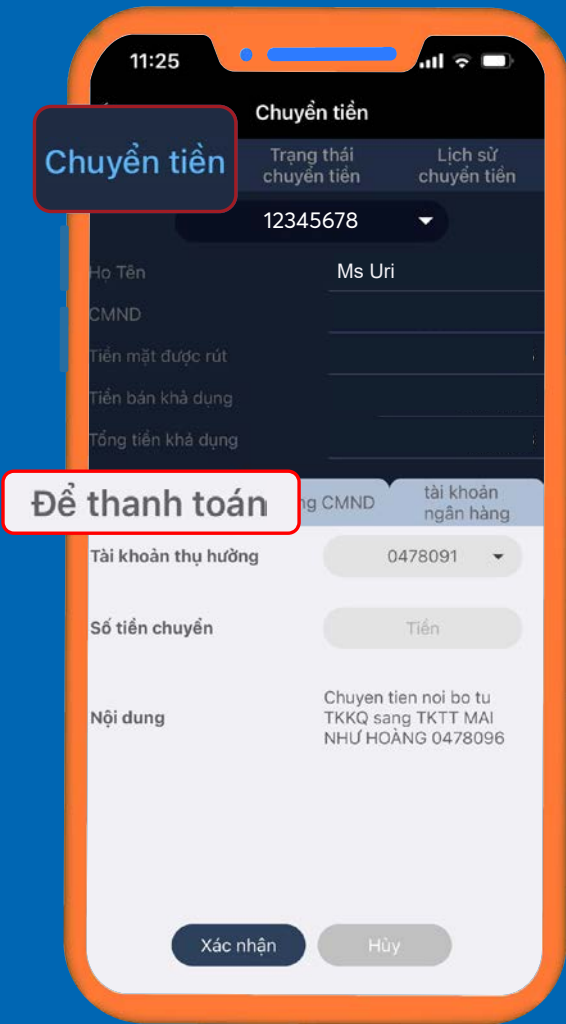 11:25
Chuyển tiền
Chuyển tiền
Trạng thái
chuyển tiền
Lịch sử
chuyển tiền
12345678
Họ Tên
Ms Uri
CMND
Tiền mặt được rút
Tiền bán khả dụng
Tổng tiền khả dụng
Để thanh toán
CMND
tài khoản
ngân hàng
Tài khoản thụ hưởng
0478091
Số tiền chuyển
Tiền
Nội dung
Chuyen tien noi bo tu
TKKQ sang TKTT MAI
NHƯ HOÀNG 0478096
Xác nhận
Hủy